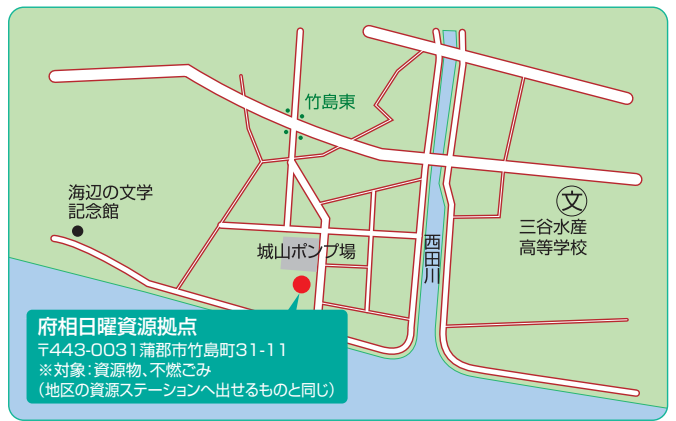 竹島東
海辺の文学
記念館
文
三谷水産
高等学校
城山ポンプ場
西田川
府相日曜資源拠点
〒443-0031蒲郡市竹島町31-11
※対象：資源物、不燃ごみ
（地区の資源ステーションへ出せるものと同じ）